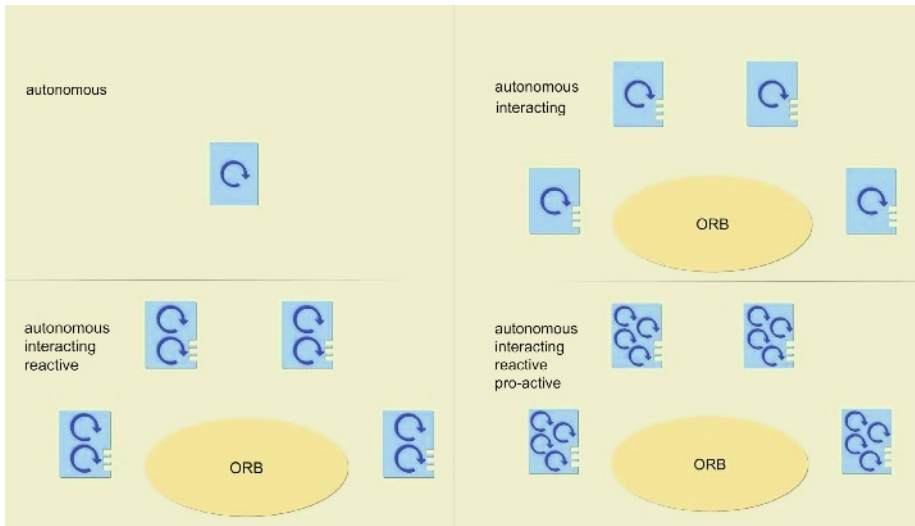 autonomous
autonomous
interacting
ORB
autonomous
interacting
reactive
ORB
autonomous
interacting
reactive
pro-active
ORB